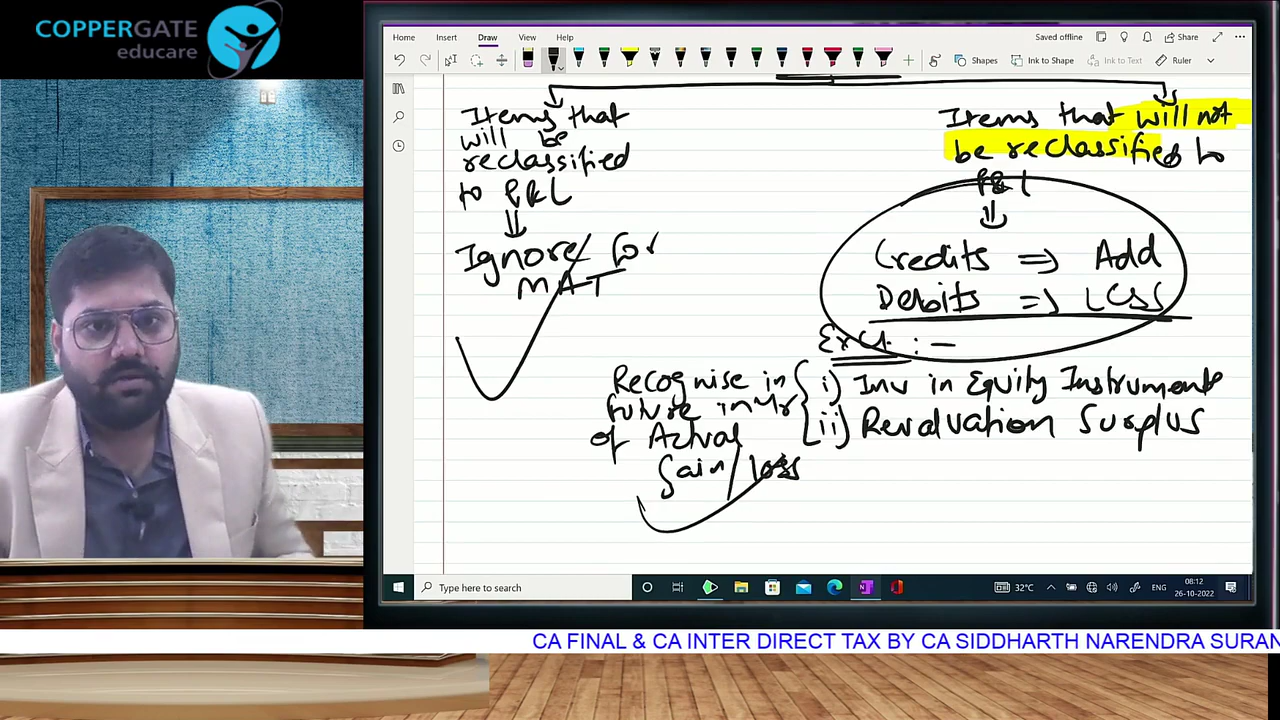 COPPERGATE
educare
Home Insert Draw View Help
Saved offline
Share
Shapes
Ink to Shape
Ink to Text
Ruler
Items that
will be
reclassified
to P&L
Ignore for
MAT
Items that will not
be reclassified to
P&L
Credits => Add
Debits => Less
:-
Recognise in
future in yr
of Actual
Gain/loss
i) Inv in Equity Instruments
ii) Revaluation Surplus
Type here to search
32°C
ENG
08:12
26-10-2022
CA FINAL & CA INTER DIRECT TAX BY CA SIDDHARTH NARENDRA SURAN